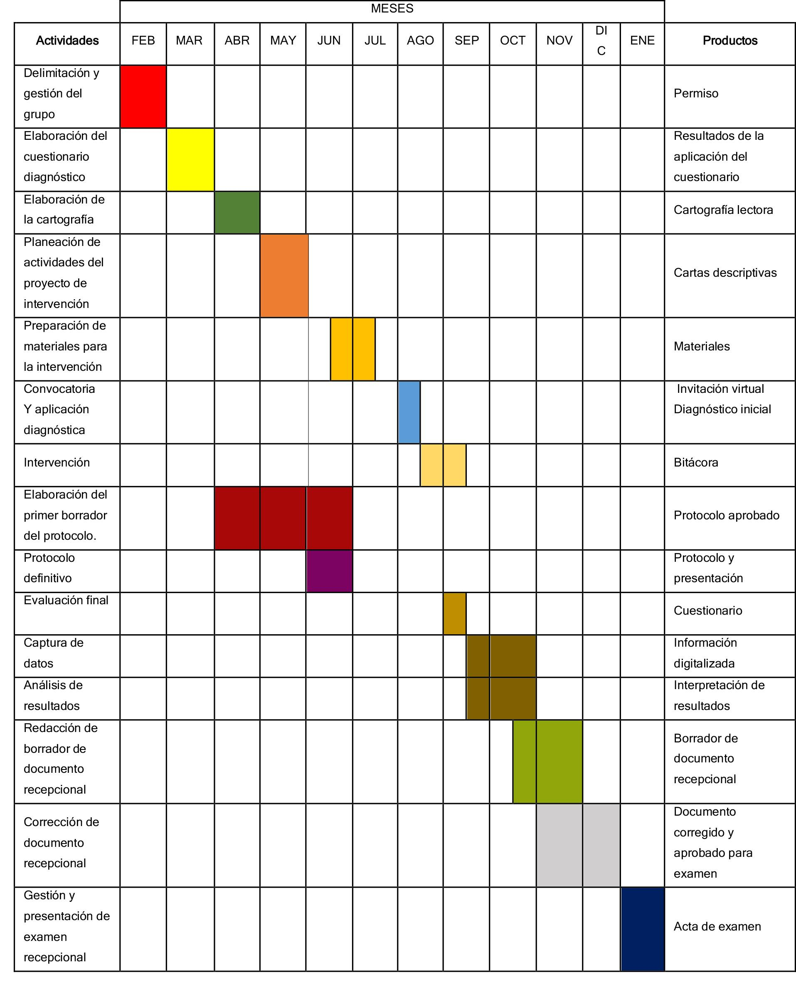 MESES
Actividades FEB MAR ABR MAY JUN JUL AGO SEP OCT NOV DI C ENE Productos
Delimitación y
gestión del
grupo
Permiso
Elaboración del
cuestionario
diagnóstico
Resultados de la
aplicación del
cuestionario
Elaboración de
la cartografía
Cartografía lectora
Planeación de
actividades del
proyecto de
intervención
Cartas descriptivas
Preparación de
materiales para
la intervención
Materiales
Convocatoria
Y aplicación
diagnóstica
Invitación virtual
Diagnóstico inicial
Intervención
Bitácora
Elaboración del
primer borrador
del protocolo.
Protocolo aprobado
Protocolo
definitivo
Protocolo y
presentación
Evaluación final
Cuestionario
Captura de
datos
Información
digitalizada
Análisis de
resultados
Interpretación de
resultados
Redacción de
borrador de
documento
recepcional
Borrador de
documento
recepcional
Corrección de
documento
recepcional
Documento
corregido y
aprobado para
examen
Gestión y
presentación de
examen
recepcional
Acta de examen